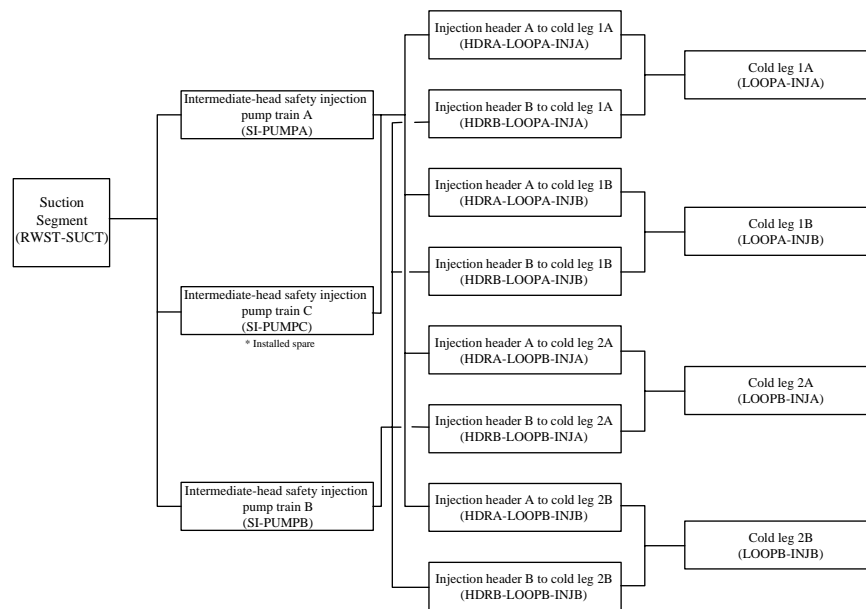 Suction
Segment
(RWST-SUCT)
Intermediate-head safety injection
pump train A
(SI-PUMPA)
Intermediate-head safety injection
pump train C
(SI-PUMPC)
* Installed spare
Intermediate-head safety injection
pump train B
(SI-PUMPB)
Injection header A to cold leg 1A
(HDRA-LOOPA-INJA)
Injection header B to cold leg 1A
(HDRB-LOOPA-INJA)
Injection header A to cold leg 1B
(HDRA-LOOPA-INJB)
Injection header B to cold leg 1B
(HDRB-LOOPA-INJB)
Injection header A to cold leg 2A
(HDRA-LOOPB-INJA)
Injection header B to cold leg 2A
(HDRB-LOOPB-INJA)
Injection header A to cold leg 2B
(HDRA-LOOPB-INJB)
Injection header B to cold leg 2B
(HDRB-LOOPB-INJB)
Cold leg 1A
(LOOPA-INJA)
Cold leg 1B
(LOOPA-INJB)
Cold leg 2A
(LOOPB-INJA)
Cold leg 2B
(LOOPB-INJB)